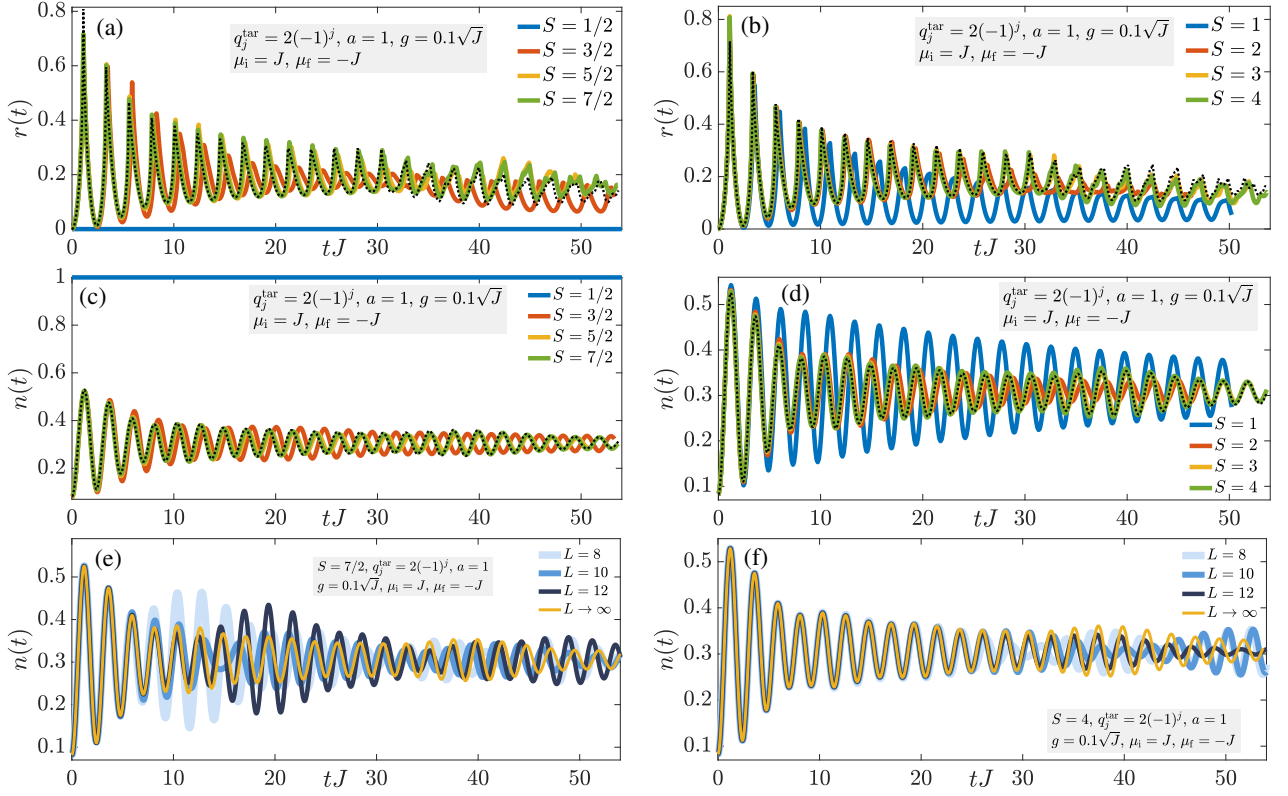 (a)
q_j^tar = 2(−1)^j, a = 1, g = 0.1√J
μ_i = J, μ_f = −J
S = 1/2
S = 3/2
S = 5/2
S = 7/2
r(t)
0.8
0.6
0.4
0.2
0
0 10 20 tJ 30 40 50
(b)
q_j^tar = 2(−1)^j, a = 1, g = 0.1√J
μ_i = J, μ_f = −J
S = 1
S = 2
S = 3
S = 4
r(t)
0.8
0.6
0.4
0.2
0
0 10 20 tJ 30 40 50
(c)
q_j^tar = 2(−1)^j, a = 1, g = 0.1√J
μ_i = J, μ_f = −J
S = 1/2
S = 3/2
S = 5/2
S = 7/2
n(t)
1
0.8
0.6
0.4
0.2
0 10 20 tJ 30 40 50
(d)
q_j^tar = 2(−1)^j, a = 1, g = 0.1√J
μ_i = J, μ_f = −J
S = 1
S = 2
S = 3
S = 4
n(t)
0.5
0.4
0.3
0.2
0.1
0 10 20 tJ 30 40 50
(e)
S = 7/2, q_j^tar = 2(−1)^j, a = 1
g = 0.1√J, μ_i = J, μ_f = −J
L = 8
L = 10
L = 12
L → ∞
n(t)
0.5
0.4
0.3
0.2
0.1
0 10 20 tJ 30 40 50
(f)
L = 8
L = 10
L = 12
L → ∞
S = 4, q_j^tar = 2(−1)^j, a = 1
g = 0.1√J, μ_i = J, μ_f = −J
n(t)
0.5
0.4
0.3
0.2
0.1
0 10 20 tJ 30 40 50